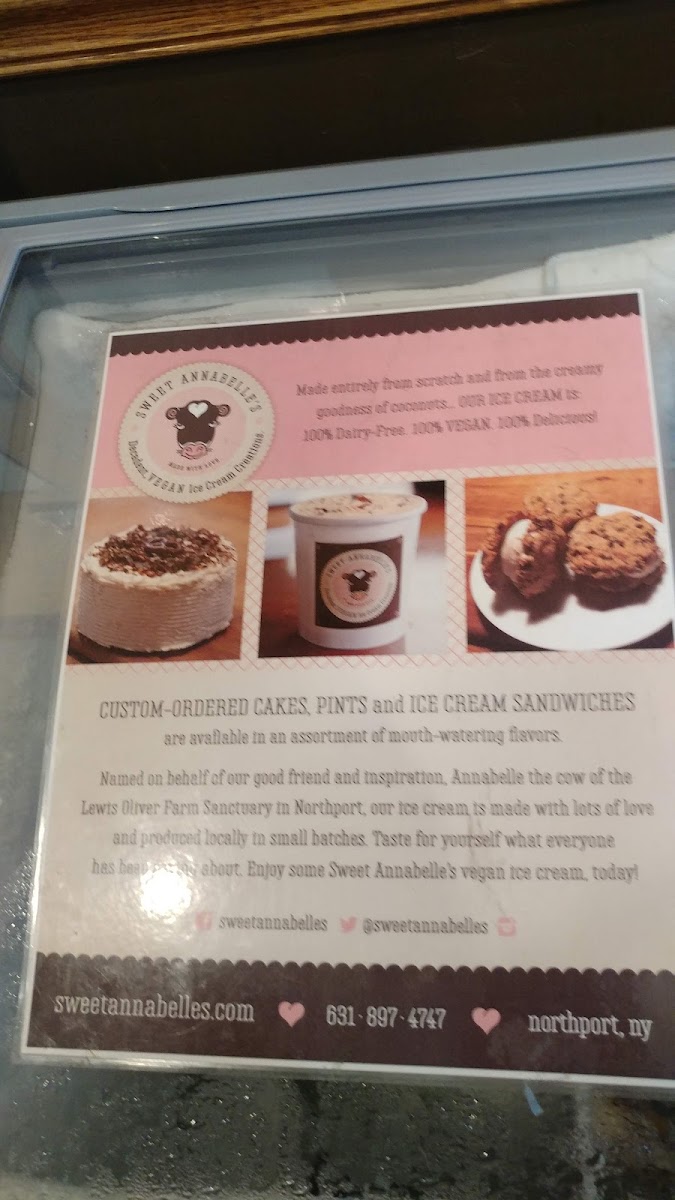 SWEET ANNABELLE'S
MADE WITH LOVE
Decadent, VEGAN Ice Cream Creations
Made entirely from scratch and from the creamy
goodness of coconuts... OUR ICE CREAM is:
100% Dairy-Free. 100% VEGAN. 100% Delicious!
SWEET ANNABELLE'S
CUSTOM-ORDERED CAKES, PINTS and ICE CREAM SANDWICHES
are available in an assortment of mouth-watering flavors.
Named on behalf of our good friend and inspiration, Annabelle the cow of the
Lewis Oliver Farm Sanctuary in Northport, our ice cream is made with lots of love
and produced locally in small batches. Taste for yourself what everyone
has been about. Enjoy some Sweet Annabelle's vegan ice cream, today!
sweetannabelles @sweetannabelles
sweetannabelles.com 631·897·4747 northport, ny